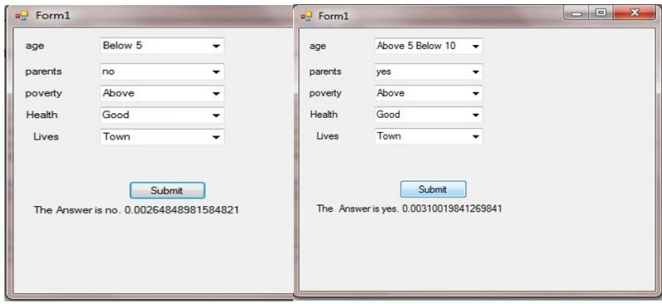 Form1
age Below 5
parents no
poverty Above
Health Good
Lives Town
Submit
The Answer is no. 0.00264848981584821
Form1
age Above 5 Below 10
parents yes
poverty Above
Health Good
Lives Town
Submit
The Answer is yes. 0.00310019841269841